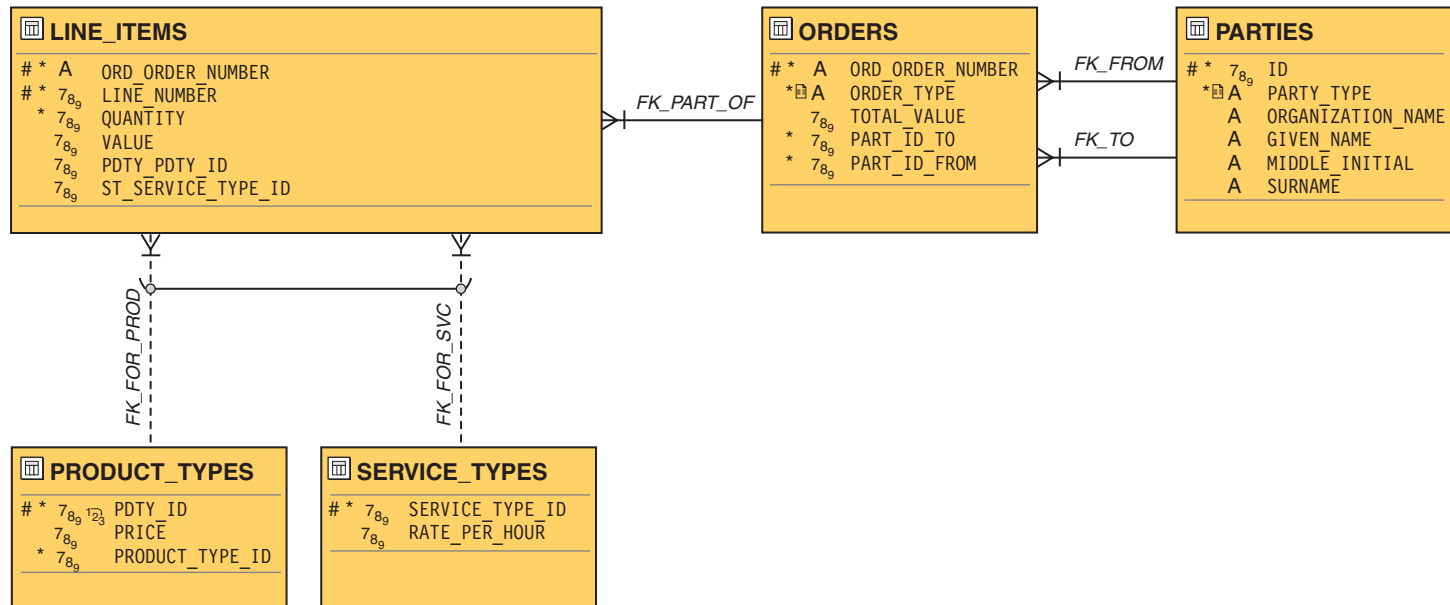 LINE_ITEMS
# * A ORD_ORDER_NUMBER
# * 789 LINE_NUMBER
* 789 QUANTITY
789 VALUE
789 PDTY_PDTY_ID
789 ST_SERVICE_TYPE_ID
FK_PART_OF
ORDERS
# * A ORD_ORDER_NUMBER
* A ORDER_TYPE
789 TOTAL_VALUE
* 789 PART_ID_TO
* 789 PART_ID_FROM
FK_FROM
FK_TO
PARTIES
# * 789 ID
* A PARTY_TYPE
A ORGANIZATION_NAME
A GIVEN_NAME
A MIDDLE_INITIAL
A SURNAME
FK_FOR_PROD
FK_FOR_SVC
PRODUCT_TYPES
# * 789 123 PDTY_ID
789 PRICE
* 789 PRODUCT_TYPE_ID
SERVICE_TYPES
# * 789 SERVICE_TYPE_ID
789 RATE_PER_HOUR